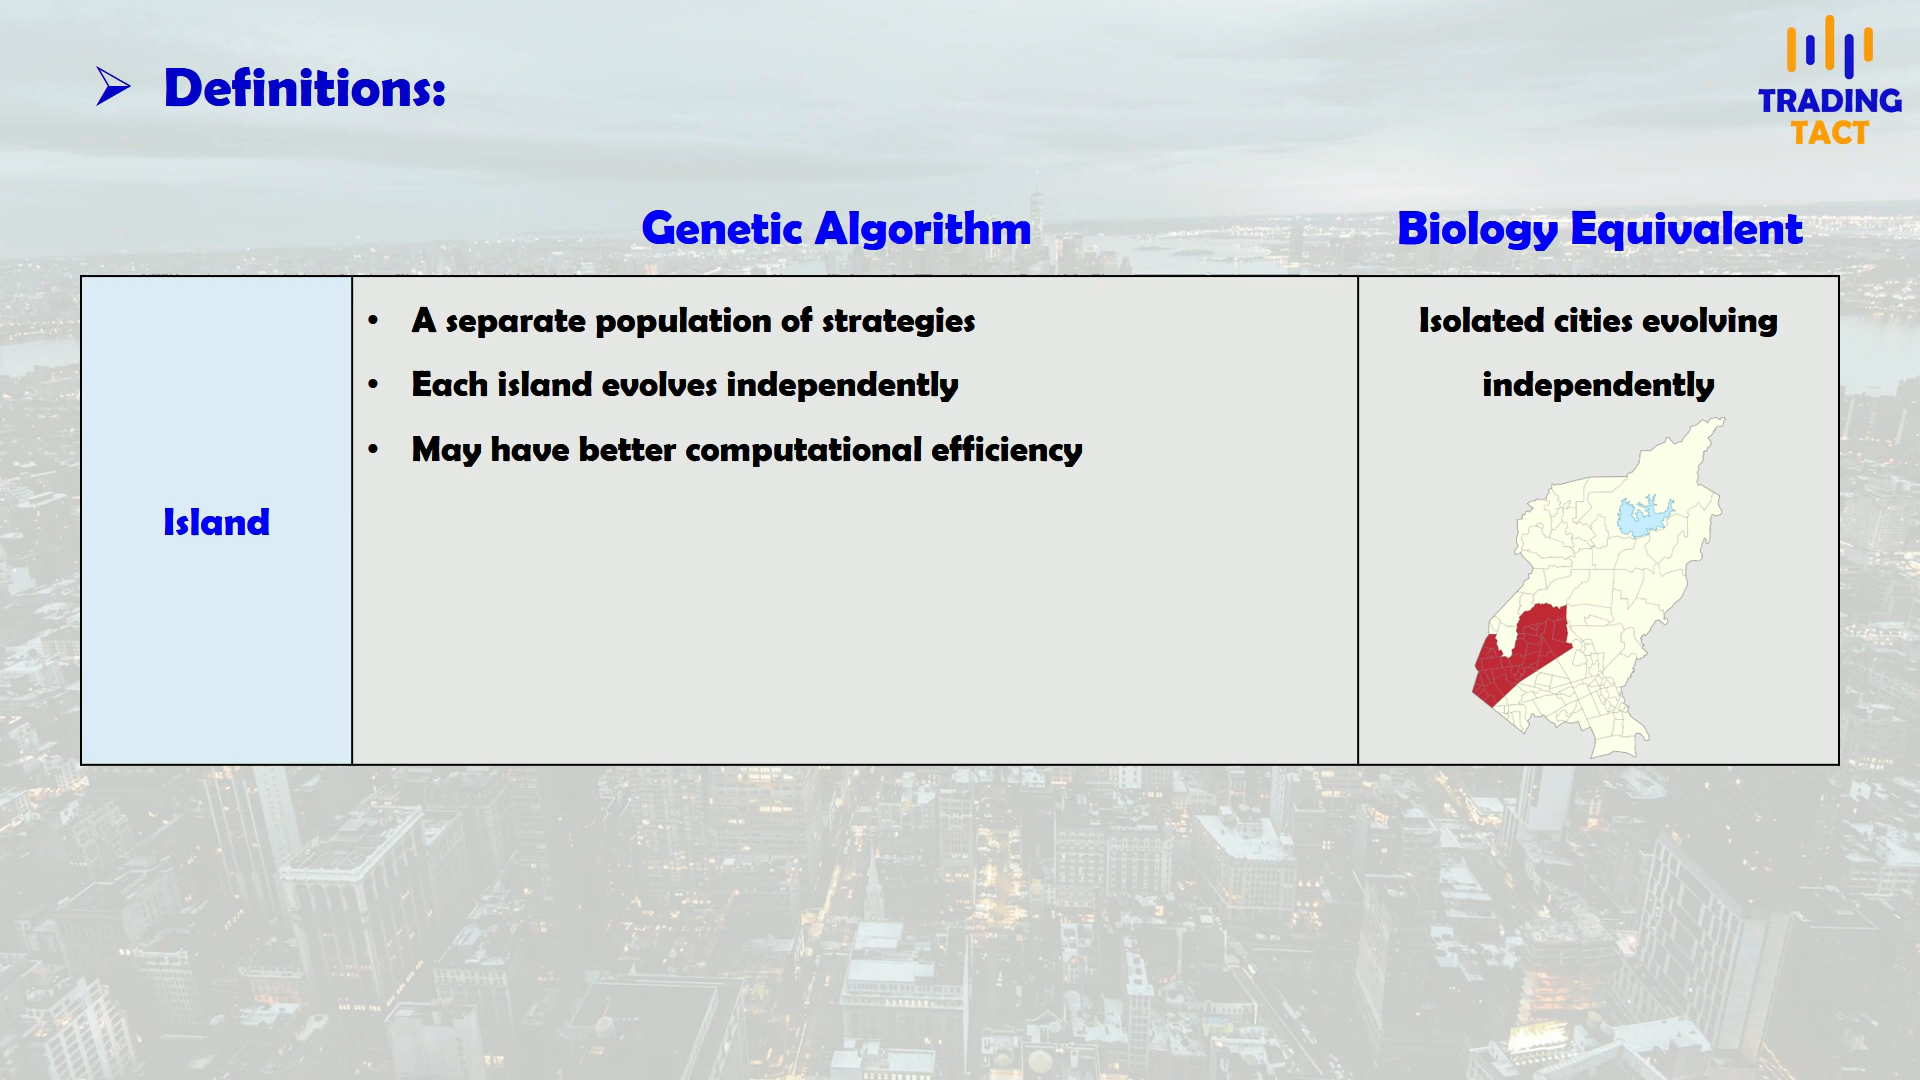 ➢ Definitions:
TRADING
TACT
Genetic Algorithm
Biology Equivalent
Island
• A separate population of strategies
• Each island evolves independently
• May have better computational efficiency
Isolated cities evolving
independently